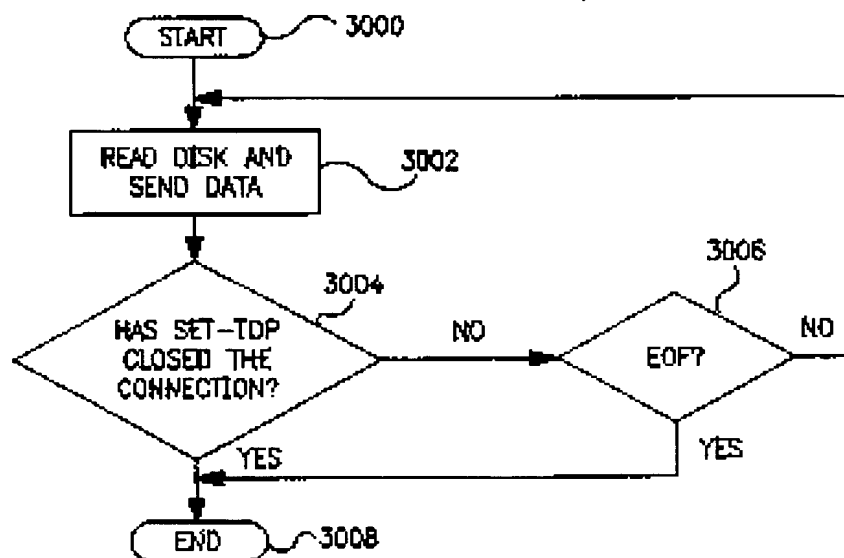 START
3000
READ DISK AND
SEND DATA
3002
HAS SET-TOP
CLOSED THE
CONNECTION?
3004
NO
EOF?
3006
NO
YES
YES
END
3008